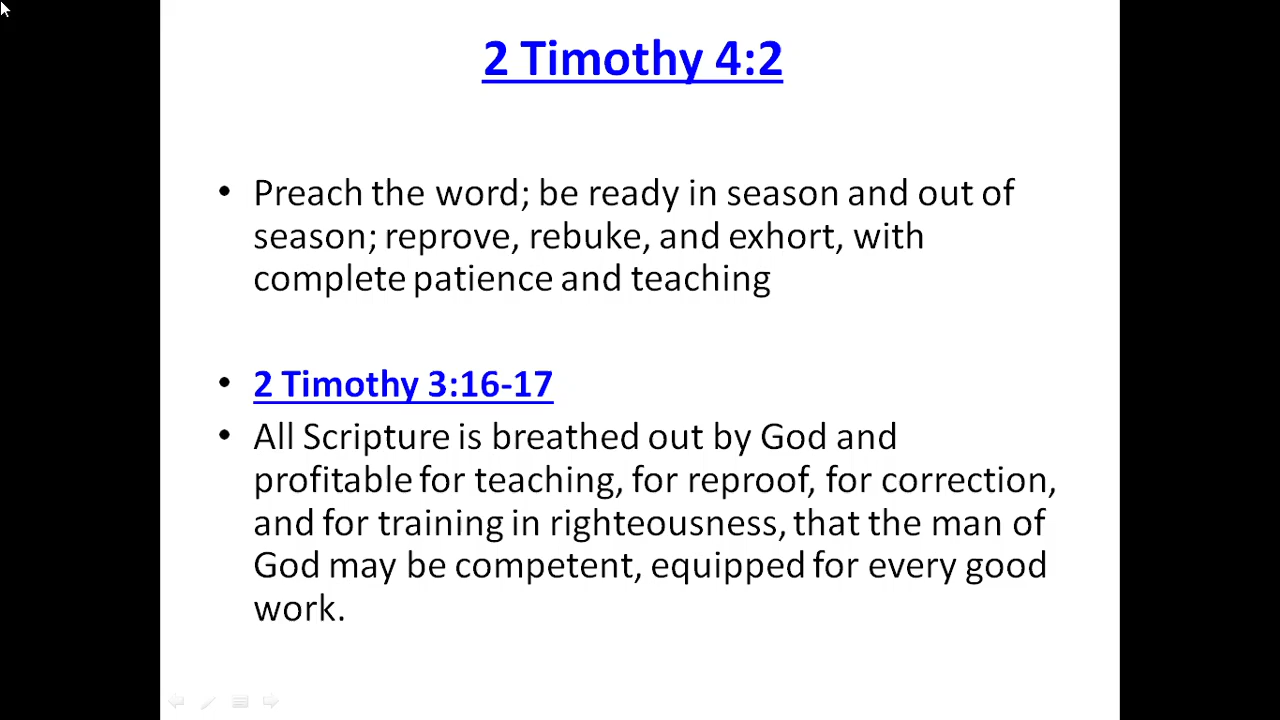 2 Timothy 4:2
• Preach the word; be ready in season and out of
season; reprove, rebuke, and exhort, with
complete patience and teaching
• 2 Timothy 3:16-17
• All Scripture is breathed out by God and
profitable for teaching, for reproof, for correction,
and for training in righteousness, that the man of
God may be competent, equipped for every good
work.